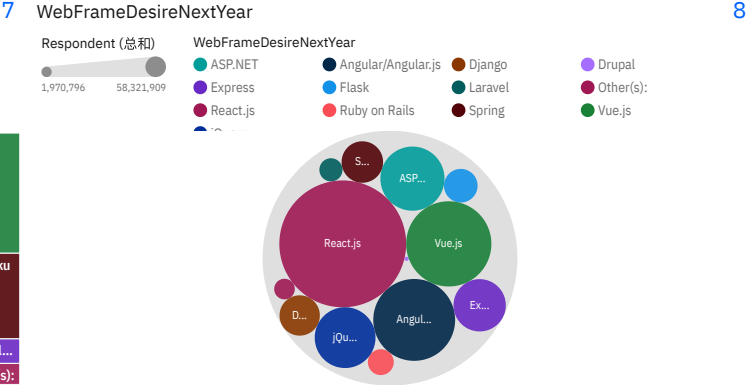 7 WebFrameDesireNextYear 8
Respondent (总和)
1,970,796 58,321,909
WebFrameDesireNextYear
ASP.NET Angular/Angular.js Django Drupal
Express Flask Laravel Other(s):
React.js Ruby on Rails Spring Vue.js
S...
ASP...
React.js
Vue.js
Ex...
D...
Angul...
jQu...
ku
l...
s):